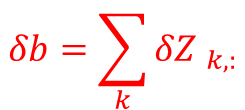 δb = ∑ₖ δZ ₖ,: